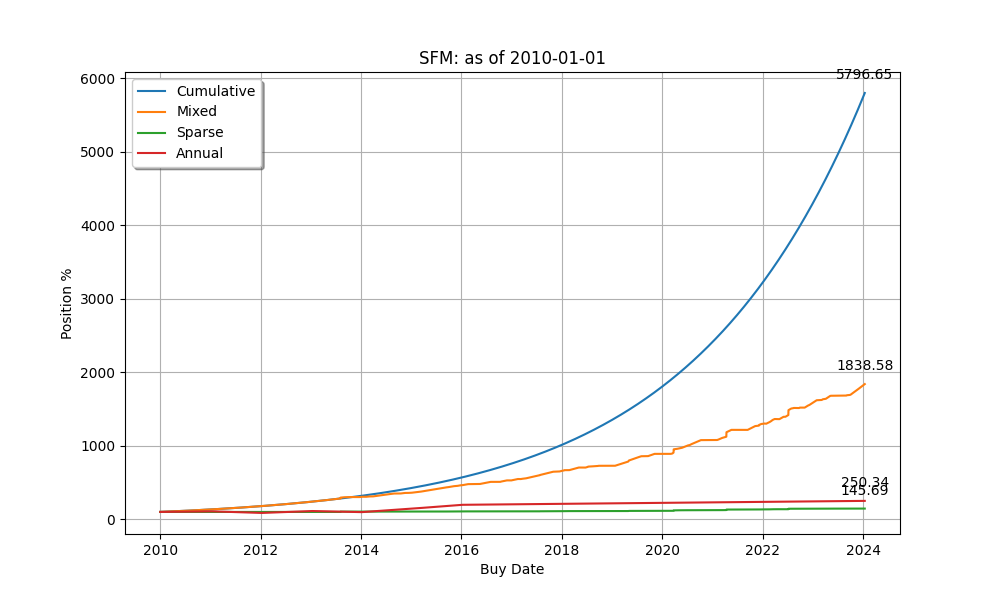 SFM: as of 2010-01-01
5796.65
6000
Cumulative
Mixed
Sparse
Annual
5000
4000
3000
Position %
2000
1838.58
1000
250.34
145.69
0
2010 2012 2014 2016 2018 2020 2022 2024
Buy Date